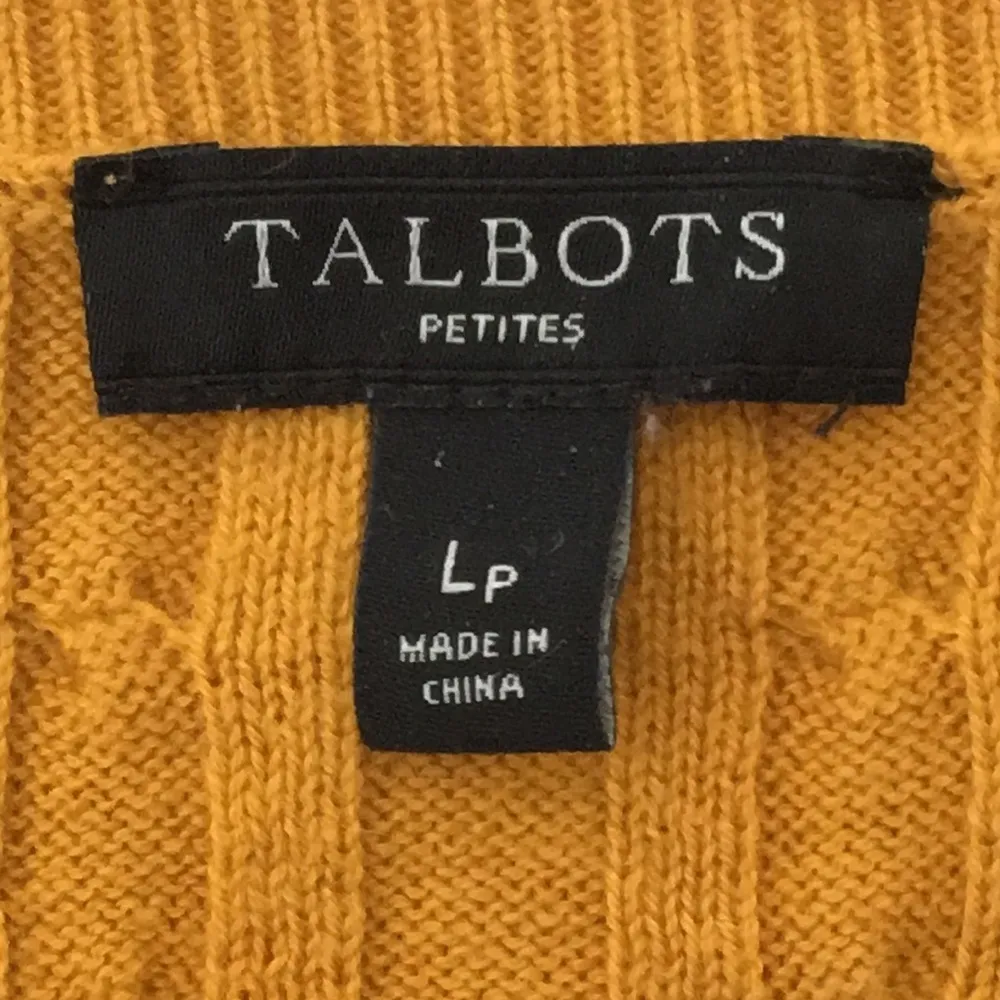 TALBOTS
PETITES
LP
MADE IN
CHINA